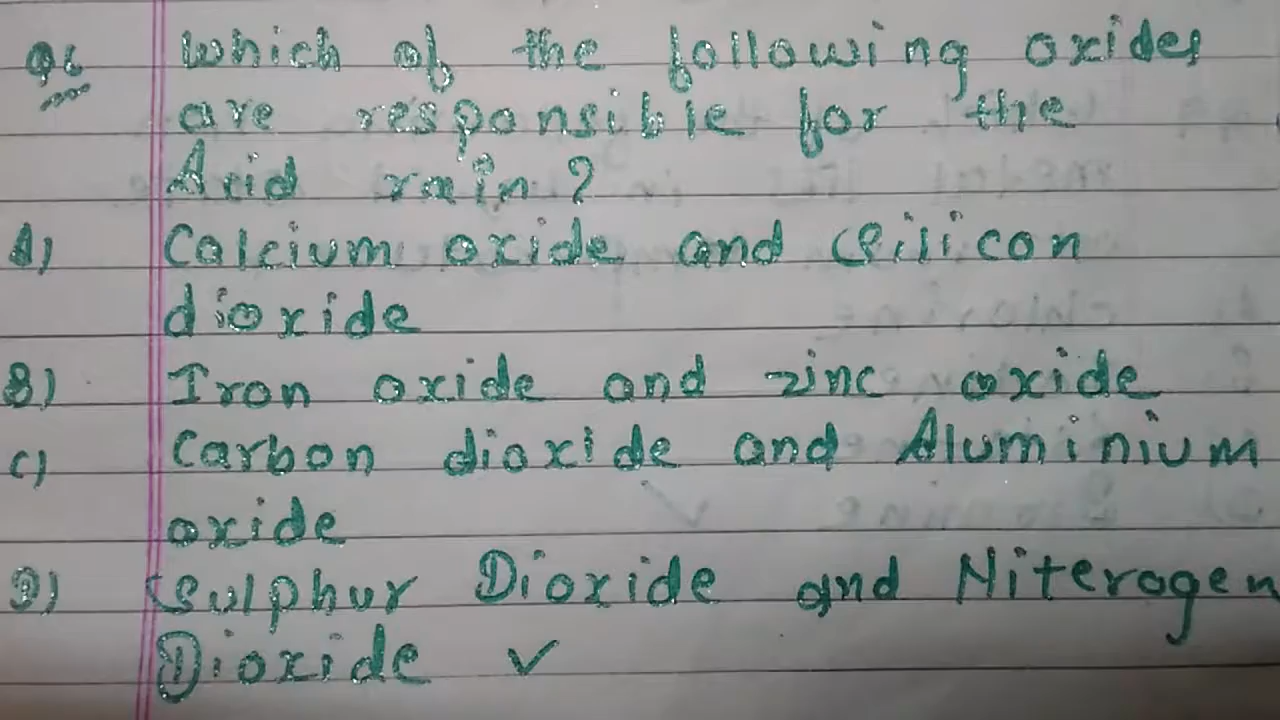 Q6 Which of the following oxides
are responsible for the
Acid rain?
A) Calcium oxide and Silicon
dioxide
B) Iron oxide and zinc oxide
C) Carbon dioxide and Aluminium
oxide
D) Sulphur Dioxide and Niterogen
Dioxide ✓